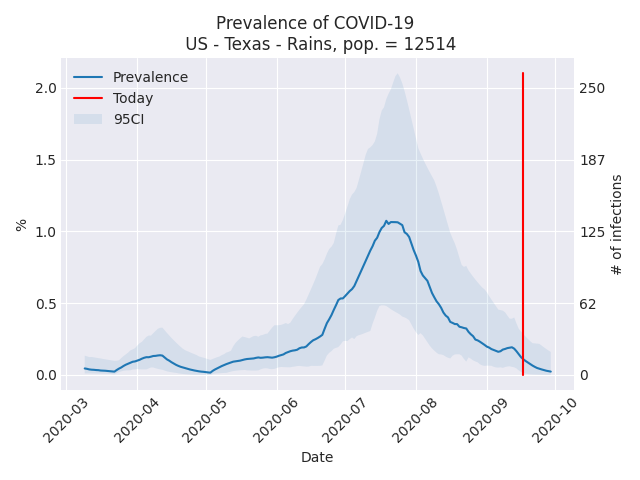 Prevalence of COVID-19
US - Texas - Rains, pop. = 12514
Prevalence
Today
95CI
2.0
1.5
1.0
0.5
0.0
%
250
187
125
62
0
# of infections
2020-03
2020-04
2020-05
2020-06
2020-07
2020-08
2020-09
2020-10
Date